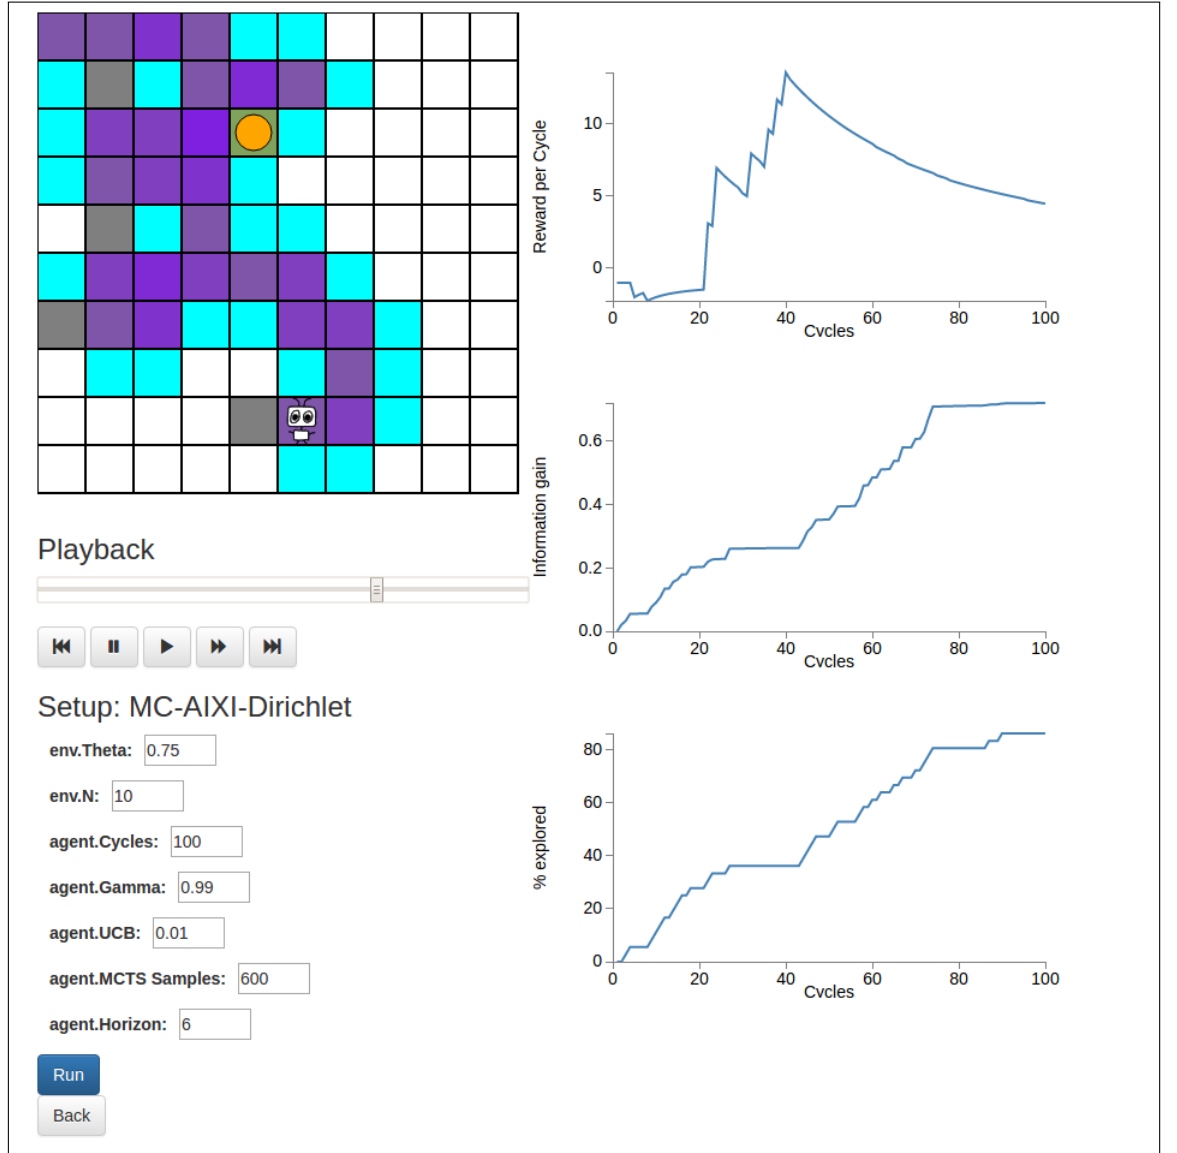 Reward per Cycle
10
5
0
0 20 40 60 80 100
Cycles
Information gain
0.6
0.4
0.2
0.0
0 20 40 60 80 100
Cycles
% explored
80
60
40
20
0
0 20 40 60 80 100
Cycles
Playback
Setup: MC-AIXI-Dirichlet
env.Theta: 0.75
env.N: 10
agent.Cycles: 100
agent.Gamma: 0.99
agent.UCB: 0.01
agent.MCTS Samples: 600
agent.Horizon: 6
Run
Back